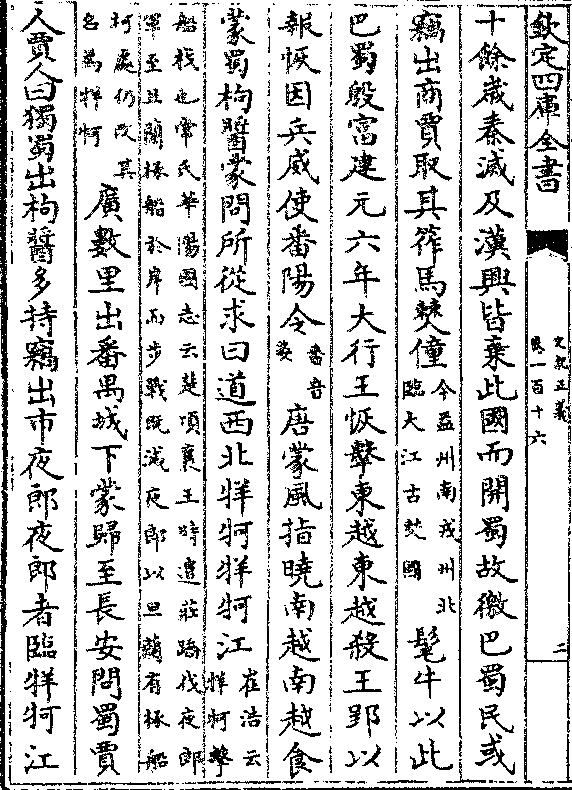 欽定四庫全書
史記正義
卷一百十六
二
十餘歲秦滅及漢興皆棄此國而開蜀故徼巴蜀民或
竊出商賈取其筰馬僰僮
今益州南戎州北
臨大江古僰國
髦牛以此
巴蜀殷富建元六年大行王恢擊東越東越殺王郢以
報恢因兵威使番陽令
番音
婆
唐蒙風指曉南越南越食
蒙蜀枸醬蒙問所從來曰道西北牂牁牂牁江
崔浩云
牂牁擊
船杙也常氏華陽國志云楚頃襄王時遣莊蹻伐夜郎
軍至且蘭椓船於岸而步戰既滅夜郎以且蘭有椓船
柯處仍改其
名為牂柯
廣數里出番禺城下蒙歸至長安問蜀賈
人賈人曰獨蜀出枸醬多持竊出市夜郎夜郎者臨牂牁江